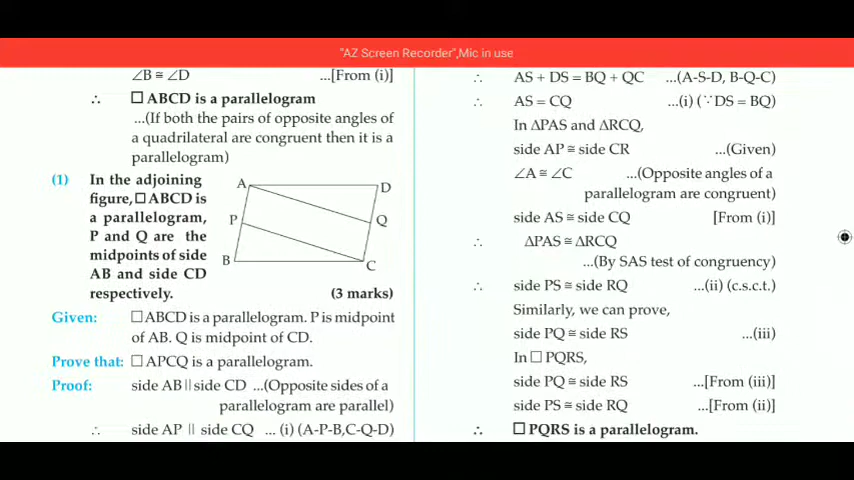 "AZ Screen Recorder",Mic in use
∠B ≅ ∠D ...[From (i)]
∴ □ ABCD is a parallelogram
...(If both the pairs of opposite angles of
a quadrilateral are congruent then it is a
parallelogram)
(1) In the adjoining
figure, □ ABCD is
a parallelogram,
P and Q are the
midpoints of side
AB and side CD
respectively. (3 marks)
A
D
P
Q
B
C
Given: □ ABCD is a parallelogram. P is midpoint
of AB. Q is midpoint of CD.
Prove that: □ APCQ is a parallelogram.
Proof: side AB || side CD ...(Opposite sides of a
parallelogram are parallel)
∴ side AP || side CQ ... (i) (A-P-B,C-Q-D)
∴ AS + DS = BQ + QC ...(A-S-D, B-Q-C)
∴ AS = CQ ...(i) (∵DS = BQ)
In ΔPAS and ΔRCQ,
side AP ≅ side CR ...(Given)
∠A ≅ ∠C ...(Opposite angles of a
parallelogram are congruent)
side AS ≅ side CQ [From (i)]
∴ ΔPAS ≅ ΔRCQ
...(By SAS test of congruency)
∴ side PS ≅ side RQ ...(ii) (c.s.c.t.)
Similarly, we can prove,
side PQ ≅ side RS ...(iii)
In □ PQRS,
side PQ ≅ side RS ...[From (iii)]
side PS ≅ side RQ ...[From (ii)]
∴ □ PQRS is a parallelogram.